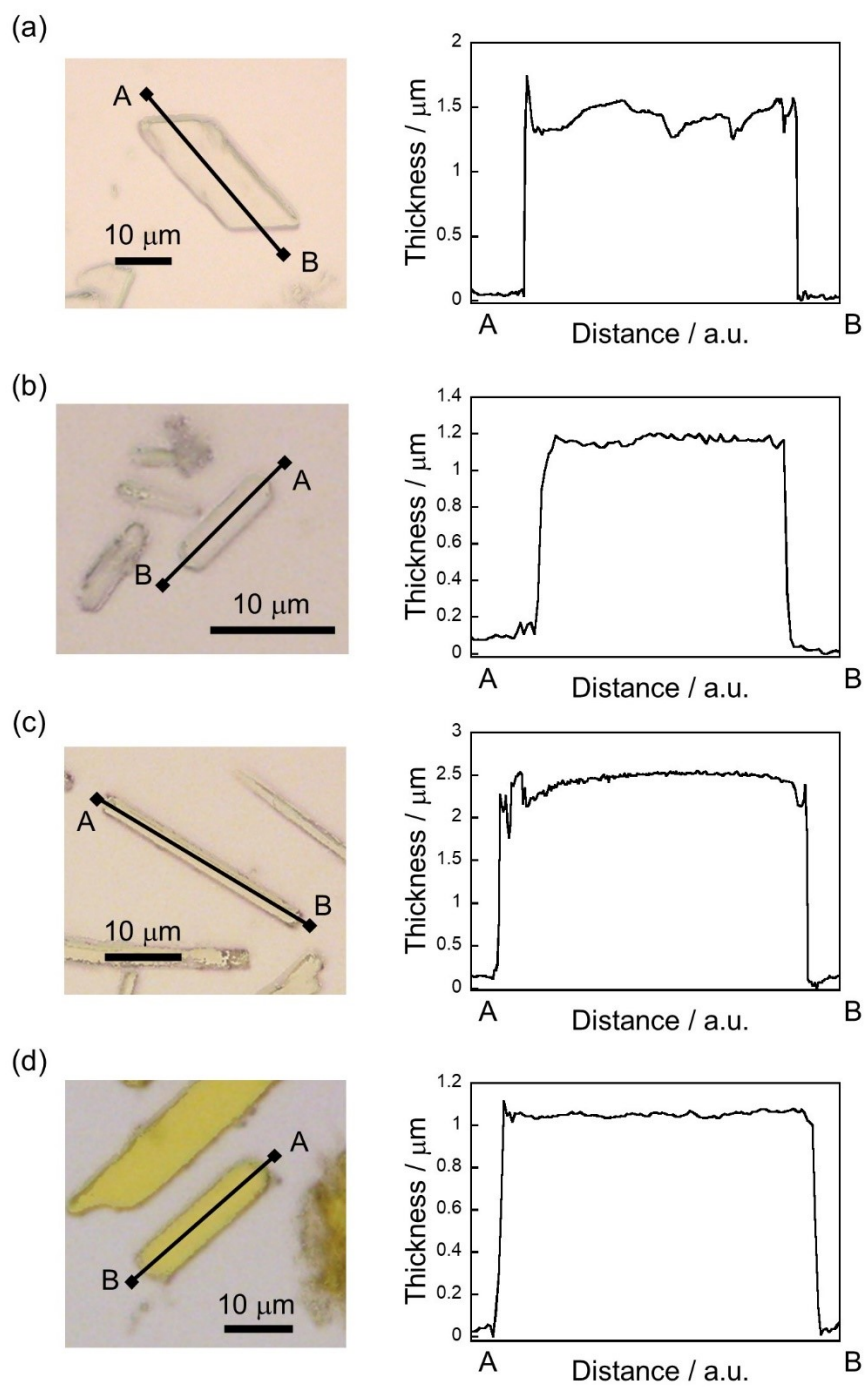 (a)
A
10 μm
B
Thickness / μm
2
1.5
1
0.5
0
A
Distance / a.u.
B
(b)
A
B
10 μm
Thickness / μm
1.4
1.2
1
0.8
0.6
0.4
0.2
0
A
Distance / a.u.
B
(c)
A
B
10 μm
Thickness / μm
3
2.5
2
1.5
1
0.5
0
A
Distance / a.u.
B
(d)
A
B
10 μm
Thickness / μm
1.2
1
0.8
0.6
0.4
0.2
0
A
Distance / a.u.
B